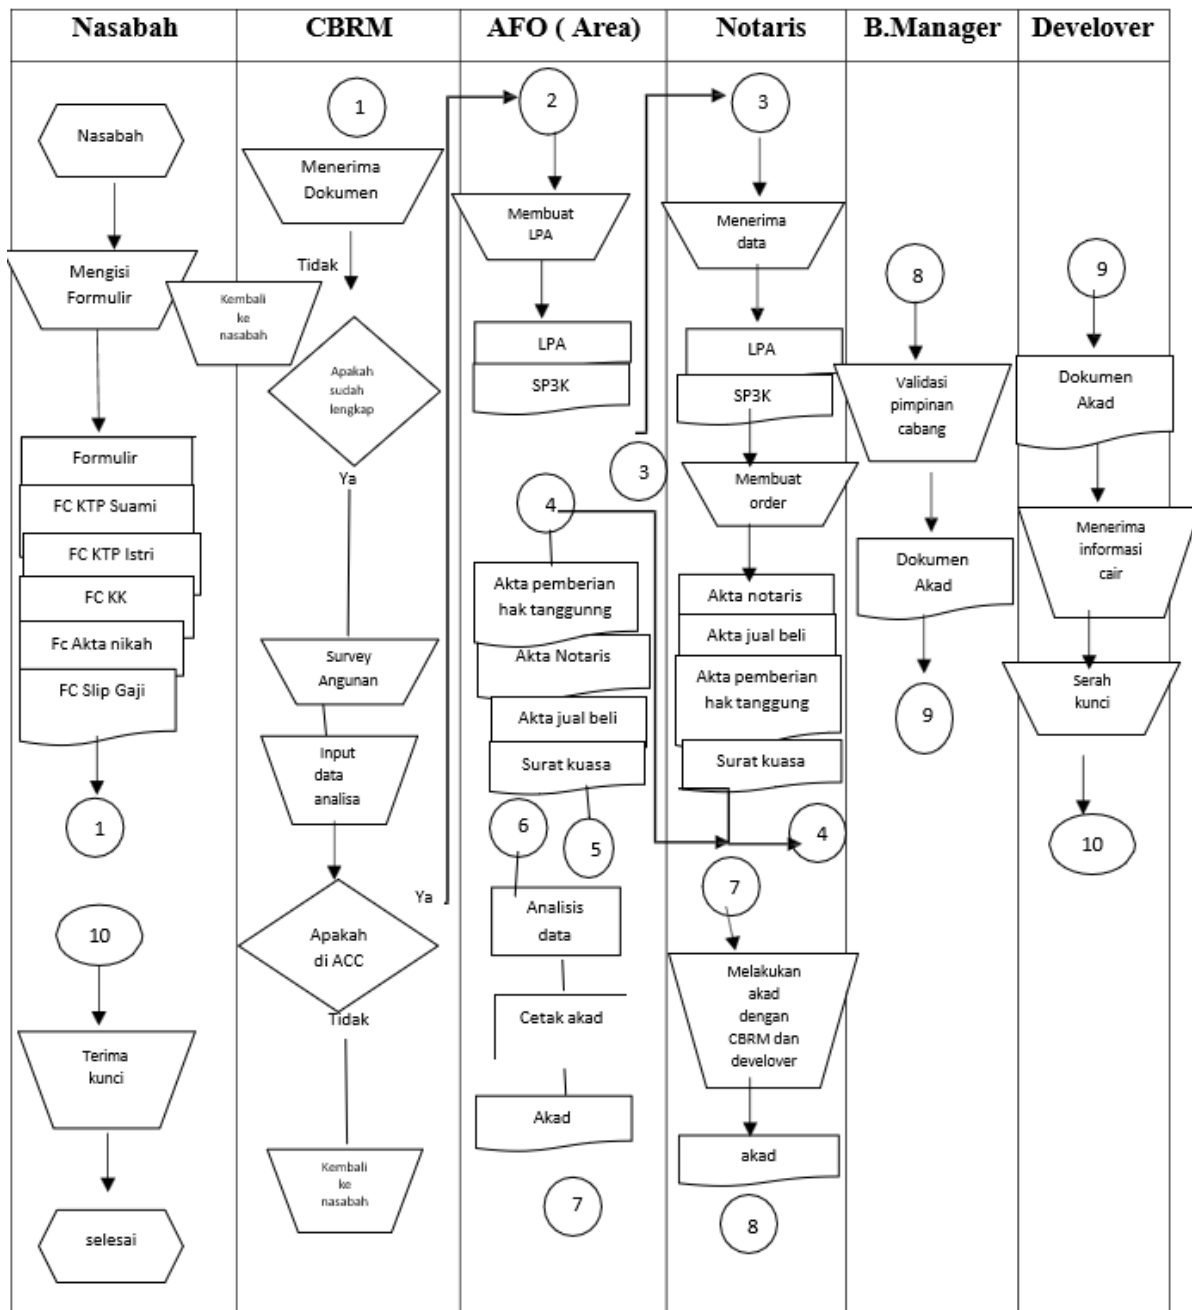 Nasabah
CBRM
AFO ( Area)
Notaris
B.Manager
Develover
Nasabah
Mengisi
Formulir
Formulir
FC KTP Suami
FC KTP Istri
FC KK
Fc Akta nikah
FC Slip Gaji
1
10
Terima
kunci
selesai
1
Menerima
Dokumen
Tidak
Kembali
ke
nasabah
Apakah
sudah
lengkap
Ya
Survey
Angunan
Input
data
analisa
Ya
Apakah
di ACC
Tidak
Kembali
ke
nasabah
2
Membuat
LPA
LPA
SP3K
3
4
Akta pemberian
hak tanggunng
Akta Notaris
Akta jual beli
Surat kuasa
6
5
Analisis
data
Cetak akad
Akad
7
3
Menerima
data
LPA
SP3K
Membuat
order
Akta notaris
Akta jual beli
Akta pemberian
hak tanggung
Surat kuasa
4
7
Melakukan
akad
dengan
CBRM dan
develover
akad
8
8
Validasi
pimpinan
cabang
Dokumen
Akad
9
9
Dokumen
Akad
Menerima
informasi
cair
Serah
kunci
10